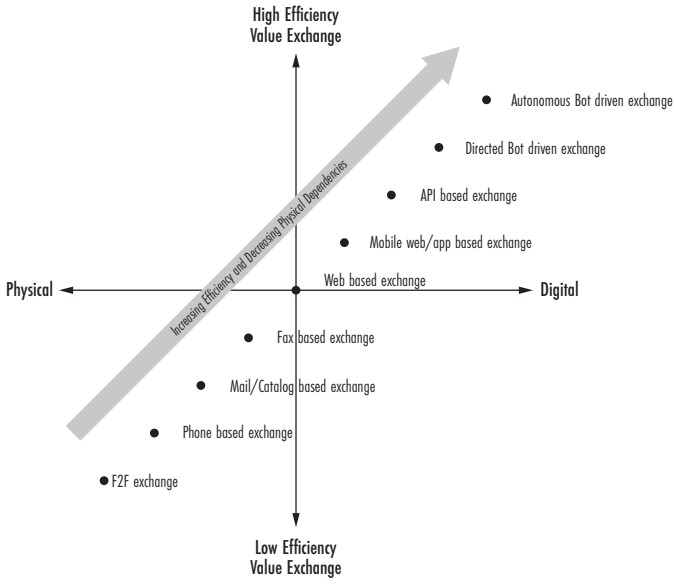 High Efficiency
Value Exchange
Autonomous Bot driven exchange
Directed Bot driven exchange
API based exchange
Increasing Efficiency and Decreasing Physical Dependencies
Mobile web/app based exchange
Web based exchange
Physical
Digital
Fax based exchange
Mail/Catalog based exchange
Phone based exchange
F2F exchange
Low Efficiency
Value Exchange